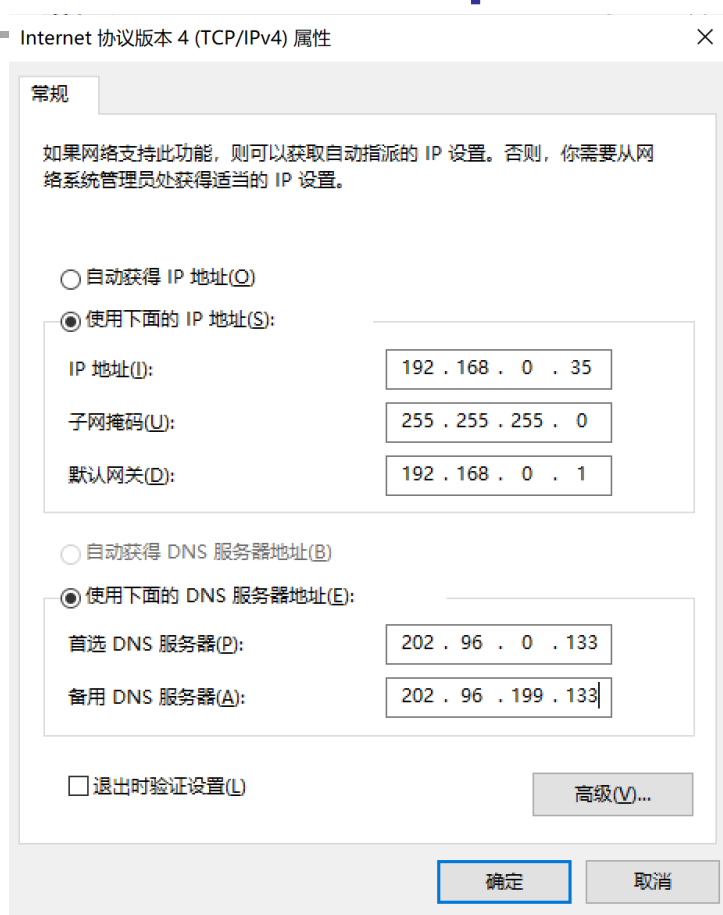 Internet 协议版本 4 (TCP/IPv4) 属性
常规
如果网络支持此功能，则可以获取自动指派的 IP 设置。否则，你需要从网
络系统管理员处获得适当的 IP 设置。
自动获得 IP 地址(O)
使用下面的 IP 地址(S):
IP 地址(I): 192 . 168 . 0 . 35
子网掩码(U): 255 . 255 . 255 . 0
默认网关(D): 192 . 168 . 0 . 1
自动获得 DNS 服务器地址(B)
使用下面的 DNS 服务器地址(E):
首选 DNS 服务器(P): 202 . 96 . 0 . 133
备用 DNS 服务器(A): 202 . 96 . 199 . 133
退出时验证设置(L)
高级(V)...
确定 取消